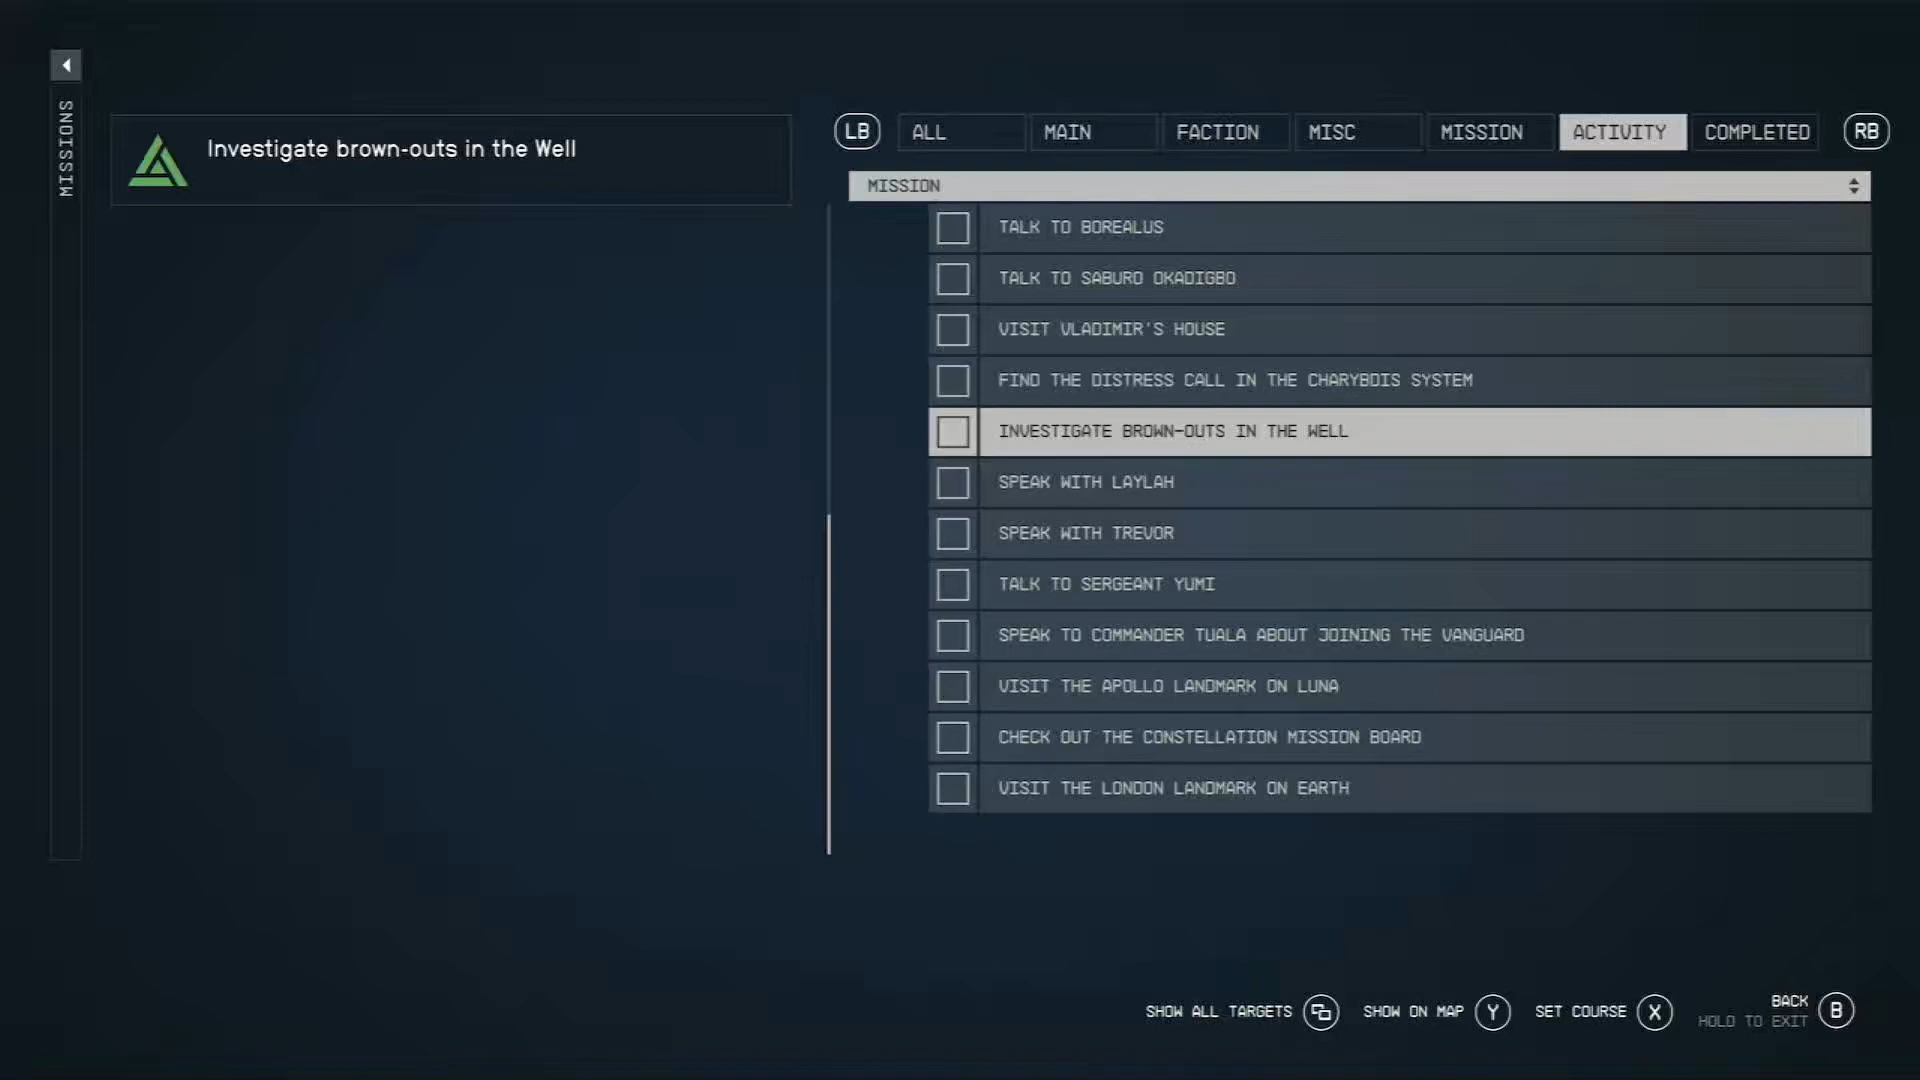 MISSIONS
Investigate brown-outs in the Well
LB ALL MAIN FACTION MISC MISSION ACTIVITY COMPLETED RB
MISSION
TALK TO BOREALUS
TALK TO SABURO OKADIGBO
VISIT VLADIMIR'S HOUSE
FIND THE DISTRESS CALL IN THE CHARYBDIS SYSTEM
INVESTIGATE BROWN-OUTS IN THE WELL
SPEAK WITH LAYLAH
SPEAK WITH TREVOR
TALK TO SERGEANT YUMI
SPEAK TO COMMANDER TUALA ABOUT JOINING THE VANGUARD
VISIT THE APOLLO LANDMARK ON LUNA
CHECK OUT THE CONSTELLATION MISSION BOARD
VISIT THE LONDON LANDMARK ON EARTH
SHOW ALL TARGETS SHOW ON MAP Y SET COURSE X BACK B
HOLD TO EXIT